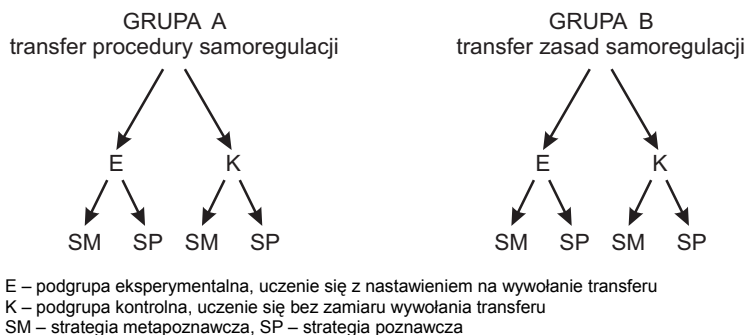 GRUPA A
transfer procedury samoregulacji
GRUPA B
transfer zasad samoregulacji
E K
E K
SM SP SM SP
SM SP SM SP
E – podgrupa eksperymentalna, uczenie się z nastawieniem na wywołanie transferu
K – podgrupa kontrolna, uczenie się bez zamiaru wywołania transferu
SM – strategia metapoznawcza, SP – strategia poznawcza